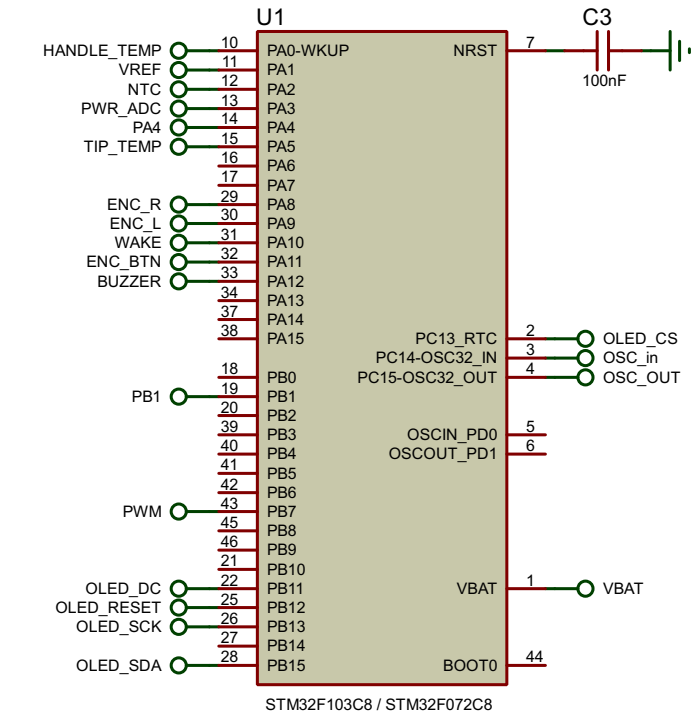 U1
C3
HANDLE_TEMP 10 PA0-WKUP NRST 7
VREF 11 PA1
100nF
NTC 12 PA2
PWR_ADC 13 PA3
PA4 14 PA4
TIP_TEMP 15 PA5
16 PA6
17 PA7
ENC_R 29 PA8
ENC_L 30 PA9
WAKE 31 PA10
ENC_BTN 32 PA11
BUZZER 33 PA12
34 PA13
37 PA14
38 PA15 PC13_RTC 2 OLED_CS
PC14-OSC32_IN 3 OSC_in
18 PB0 PC15-OSC32_OUT 4 OSC_OUT
PB1 19 PB1
20 PB2
39 PB3 OSCIN_PD0 5
40 PB4 OSCOUT_PD1 6
41 PB5
42 PB6
PWM 43 PB7
45 PB8
46 PB9
21 PB10
OLED_DC 22 PB11 VBAT 1 VBAT
OLED_RESET 25 PB12
OLED_SCK 26 PB13
27 PB14
OLED_SDA 28 PB15 BOOT0 44
STM32F103C8 / STM32F072C8